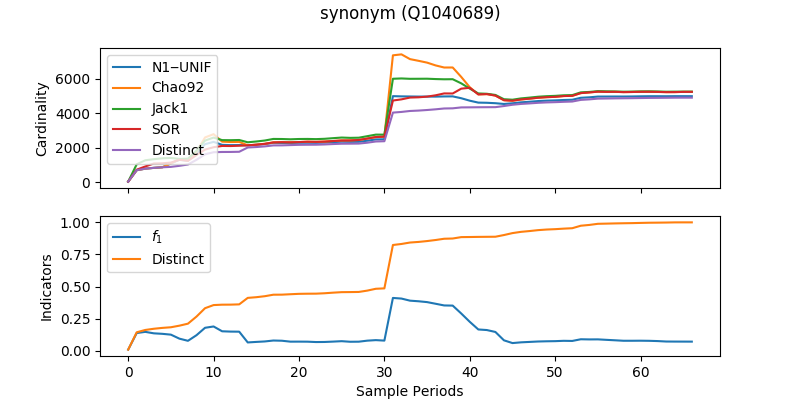 synonym (Q1040689)
Cardinality
6000
4000
2000
0
N1−UNIF
Chao92
Jack1
SOR
Distinct
Indicators
1.00
0.75
0.50
0.25
0.00
f1
Distinct
0 10 20 30 40 50 60
Sample Periods